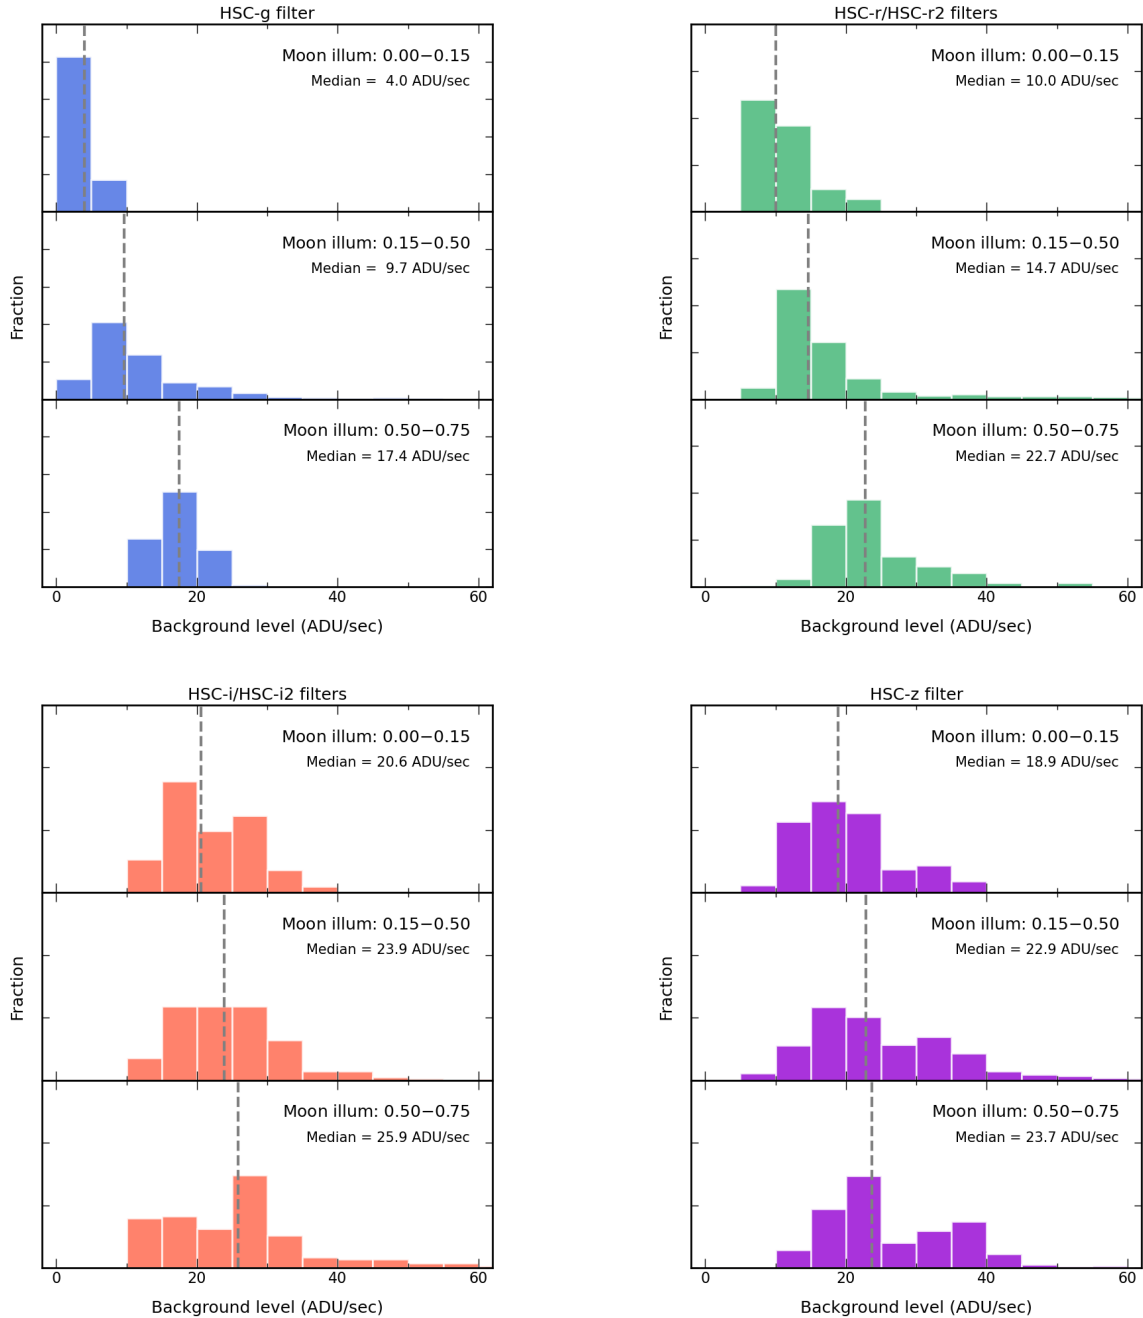 HSC-g filter
Moon illum: 0.00−0.15
Median =  4.0 ADU/sec
Moon illum: 0.15−0.50
Median =  9.7 ADU/sec
Fraction
Moon illum: 0.50−0.75
Median = 17.4 ADU/sec
0 20 40 60
Background level (ADU/sec)
HSC-r/HSC-r2 filters
Moon illum: 0.00−0.15
Median = 10.0 ADU/sec
Moon illum: 0.15−0.50
Median = 14.7 ADU/sec
Fraction
Moon illum: 0.50−0.75
Median = 22.7 ADU/sec
0 20 40 60
Background level (ADU/sec)
HSC-i/HSC-i2 filters
Moon illum: 0.00−0.15
Median = 20.6 ADU/sec
Moon illum: 0.15−0.50
Median = 23.9 ADU/sec
Fraction
Moon illum: 0.50−0.75
Median = 25.9 ADU/sec
0 20 40 60
Background level (ADU/sec)
HSC-z filter
Moon illum: 0.00−0.15
Median = 18.9 ADU/sec
Moon illum: 0.15−0.50
Median = 22.9 ADU/sec
Fraction
Moon illum: 0.50−0.75
Median = 23.7 ADU/sec
0 20 40 60
Background level (ADU/sec)